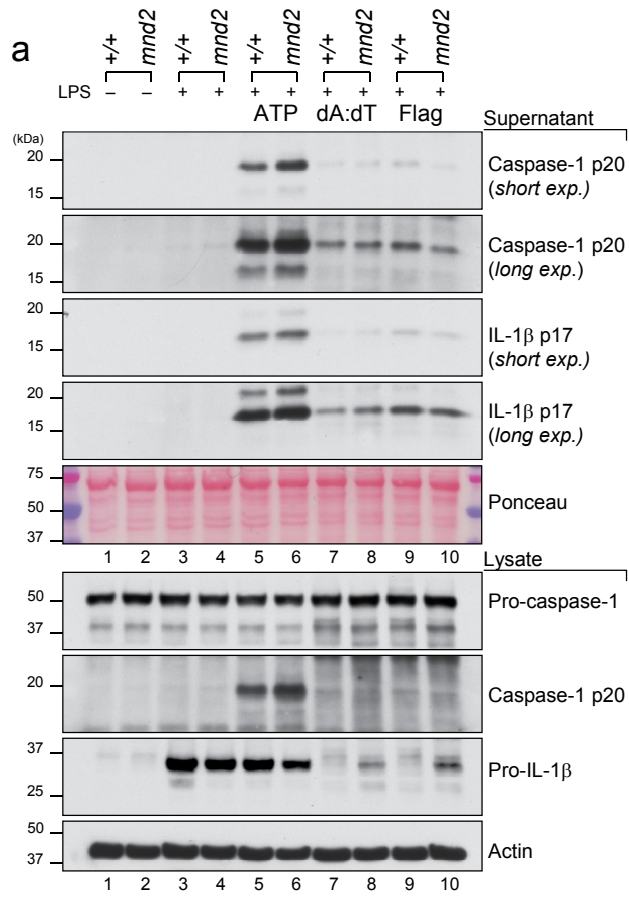 a
+/+ mnd2 +/+ mnd2 +/+ mnd2 +/+ mnd2 +/+ mnd2
LPS – – + + + + + + + +
ATP dA:dT Flag
Supernatant
(kDa)
20
15
Caspase-1 p20
(short exp.)
20
15
Caspase-1 p20
(long exp.)
20
15
IL-1β p17
(short exp.)
20
15
IL-1β p17
(long exp.)
75
50
37
Ponceau
1 2 3 4 5 6 7 8 9 10
Lysate
50
37
Pro-caspase-1
20
Caspase-1 p20
37
25
Pro-IL-1β
50
37
Actin
1 2 3 4 5 6 7 8 9 10